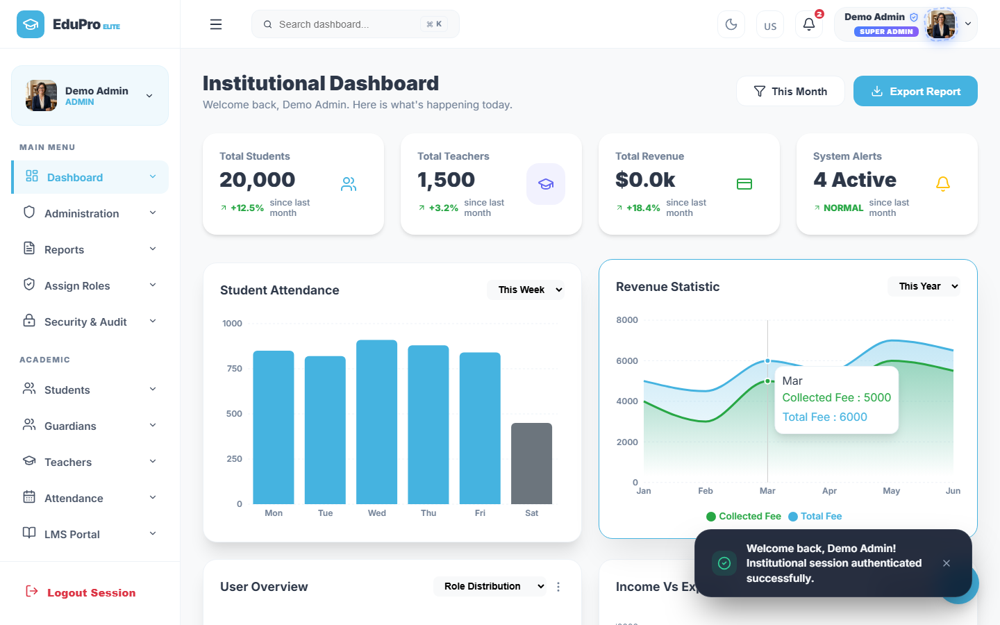 EduPro ELITE
Search dashboard...
⌘ K
US
2
Demo Admin
SUPER ADMIN
Demo Admin
ADMIN
MAIN MENU
Dashboard
Administration
Reports
Assign Roles
Security & Audit
ACADEMIC
Students
Guardians
Teachers
Attendance
LMS Portal
Logout Session
Institutional Dashboard
Welcome back, Demo Admin. Here is what's happening today.
This Month
Export Report
Total Students
20,000
+12.5% since last month
Total Teachers
1,500
+3.2% since last month
Total Revenue
$0.0k
+18.4% since last month
System Alerts
4 Active
NORMAL since last month
Student Attendance
This Week
1000
750
500
250
0
Mon Tue Wed Thu Fri Sat
Revenue Statistic
This Year
8000
6000
4000
2000
0
Jan Feb Mar Apr May Jun
Mar
Collected Fee : 5000
Total Fee : 6000
Collected Fee Total Fee
User Overview
Role Distribution
Income Vs
Welcome back, Demo Admin!
Institutional session authenticated
successfully.